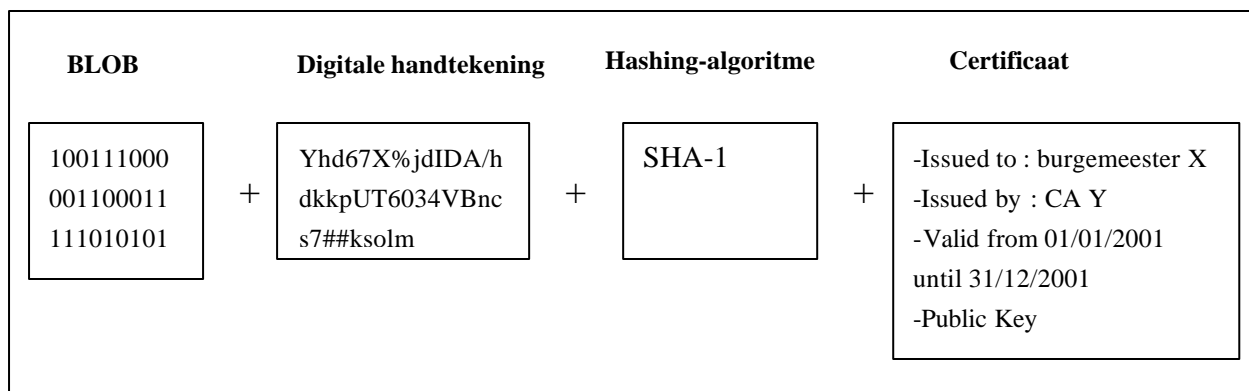 BLOB
Digitale handtekening
Hashing-algoritme
Certificaat
100111000
001100011
111010101
+
Yhd67X%jdIDA/h
dkkpUT6034VBnc
s7##ksolm
+
SHA-1
+
-Issued to : burgemeester X
-Issued by : CA Y
-Valid from 01/01/2001
until 31/12/2001
-Public Key